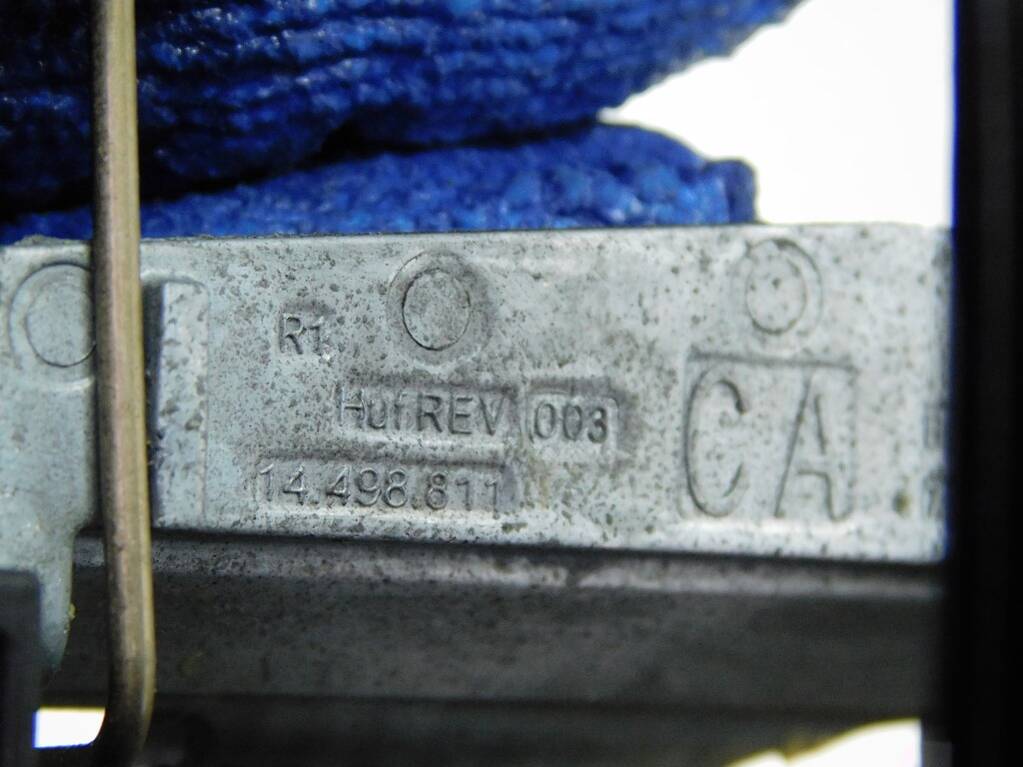 R1
Huf REV 003
14.498.811
CA